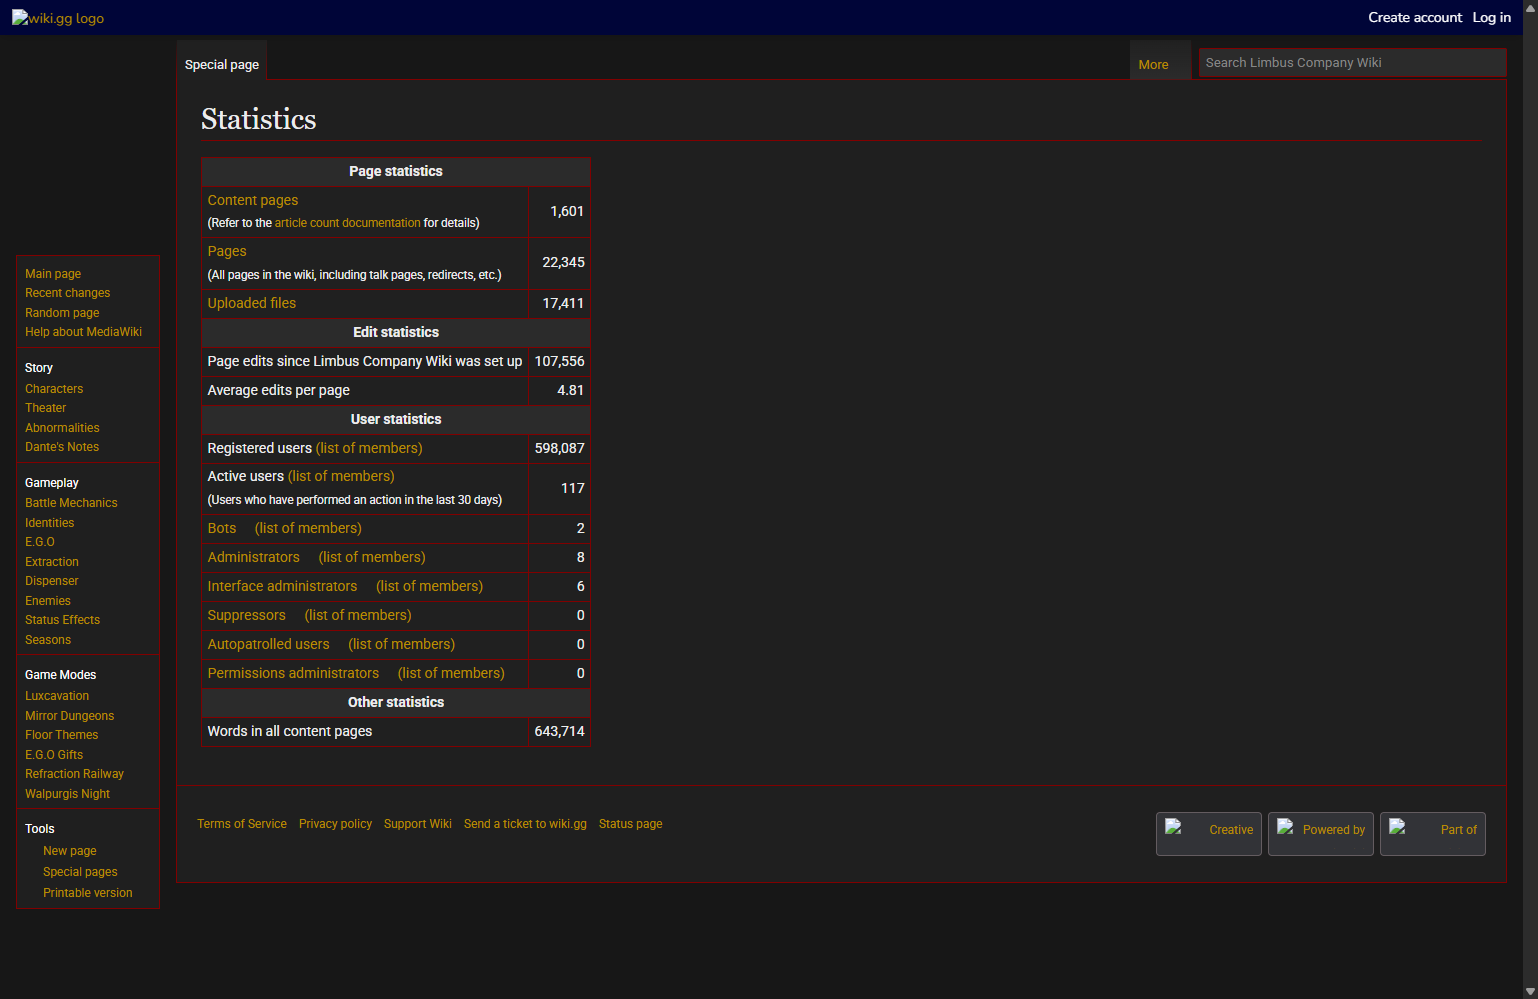 wiki.gg logo
Create account Log in
Special page
More
Search Limbus Company Wiki
Statistics
Page statistics
Content pages
(Refer to the article count documentation for details)
1,601
Pages
(All pages in the wiki, including talk pages, redirects, etc.)
22,345
Uploaded files 17,411
Edit statistics
Page edits since Limbus Company Wiki was set up 107,556
Average edits per page 4.81
User statistics
Registered users (list of members) 598,087
Active users (list of members)
(Users who have performed an action in the last 30 days)
117
Bots (list of members) 2
Administrators (list of members) 8
Interface administrators (list of members) 6
Suppressors (list of members) 0
Autopatrolled users (list of members) 0
Permissions administrators (list of members) 0
Other statistics
Words in all content pages 643,714
Main page
Recent changes
Random page
Help about MediaWiki
Story
Characters
Theater
Abnormalities
Dante's Notes
Gameplay
Battle Mechanics
Identities
E.G.O
Extraction
Dispenser
Enemies
Status Effects
Seasons
Game Modes
Luxcavation
Mirror Dungeons
Floor Themes
E.G.O Gifts
Refraction Railway
Walpurgis Night
Tools
New page
Special pages
Printable version
Terms of Service Privacy policy Support Wiki Send a ticket to wiki.gg Status page
Creative
Powered by
Part of